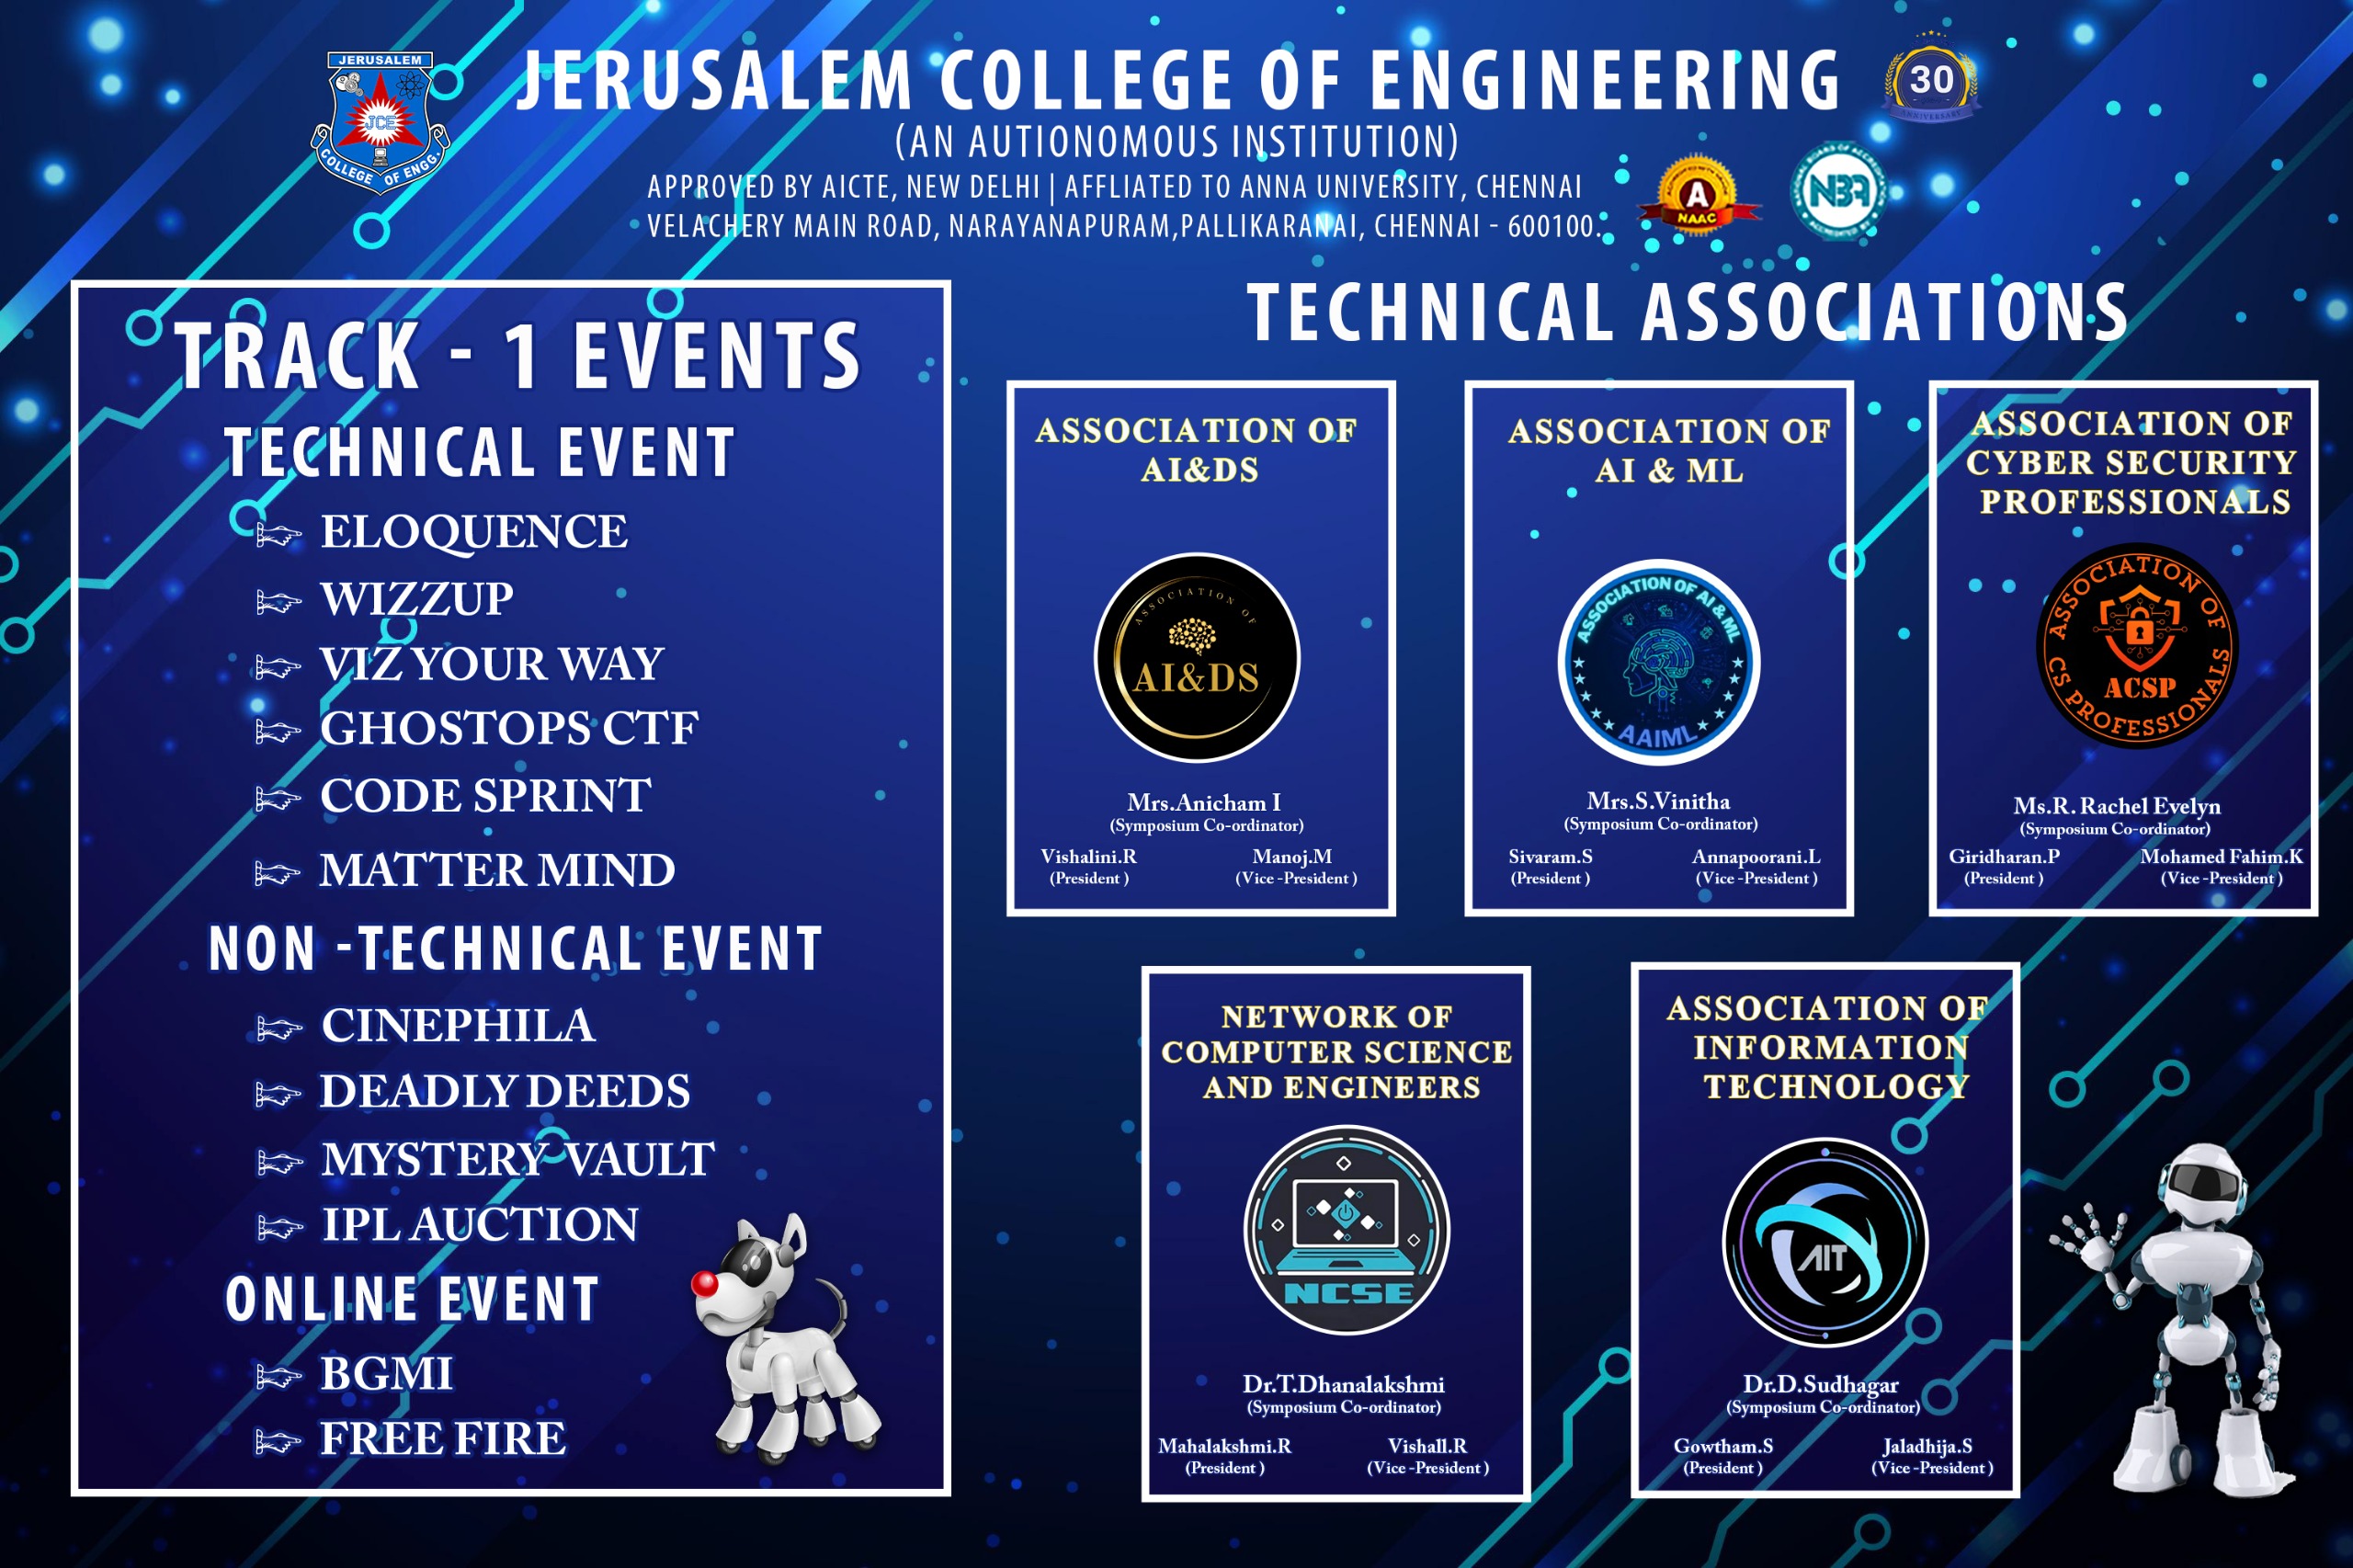 JERUSALEM
JCE
COLLEGE OF ENGG.
JERUSALEM COLLEGE OF ENGINEERING
30
ANNIVERSARY
(AN AUTIONOMOUS INSTITUTION)
APPROVED BY AICTE, NEW DELHI | AFFLIATED TO ANNA UNIVERSITY, CHENNAI
VELACHERY MAIN ROAD, NARAYANAPURAM,PALLIKARANAI, CHENNAI - 600100.
A
NAAC
NBA
TRACK - 1 EVENTS
TECHNICAL EVENT
ELOQUENCE
WIZZUP
VIZ YOUR WAY
GHOSTOPS CTF
CODE SPRINT
MATTER MIND
NON -TECHNICAL EVENT
CINEPHILA
DEADLY DEEDS
MYSTERY VAULT
IPL AUCTION
ONLINE EVENT
BGMI
FREE FIRE
TECHNICAL ASSOCIATIONS
ASSOCIATION OF
AI&DS
ASSOCIATION OF
AI&DS
Mrs.Anicham I
(Symposium Co-ordinator)
Vishalini.R Manoj.M
(President ) (Vice -President )
ASSOCIATION OF
AI & ML
ASSOCIATION OF AI & ML
AAIML
Mrs.S.Vinitha
(Symposium Co-ordinator)
Sivaram.S Annapoorani.L
(President ) (Vice -President )
ASSOCIATION OF
CYBER SECURITY
PROFESSIONALS
ASSOCIATION OF
ACSP
CS PROFESSIONALS
Ms.R. Rachel Evelyn
(Symposium Co-ordinator)
Giridharan.P Mohamed Fahim.K
(President ) (Vice -President )
NETWORK OF
COMPUTER SCIENCE
AND ENGINEERS
NCSE
Dr.T.Dhanalakshmi
(Symposium Co-ordinator)
Mahalakshmi.R Vishall.R
(President ) (Vice -President )
ASSOCIATION OF
INFORMATION
TECHNOLOGY
AIT
Dr.D.Sudhagar
(Symposium Co-ordinator)
Gowtham.S Jaladhija.S
(President ) (Vice -President )